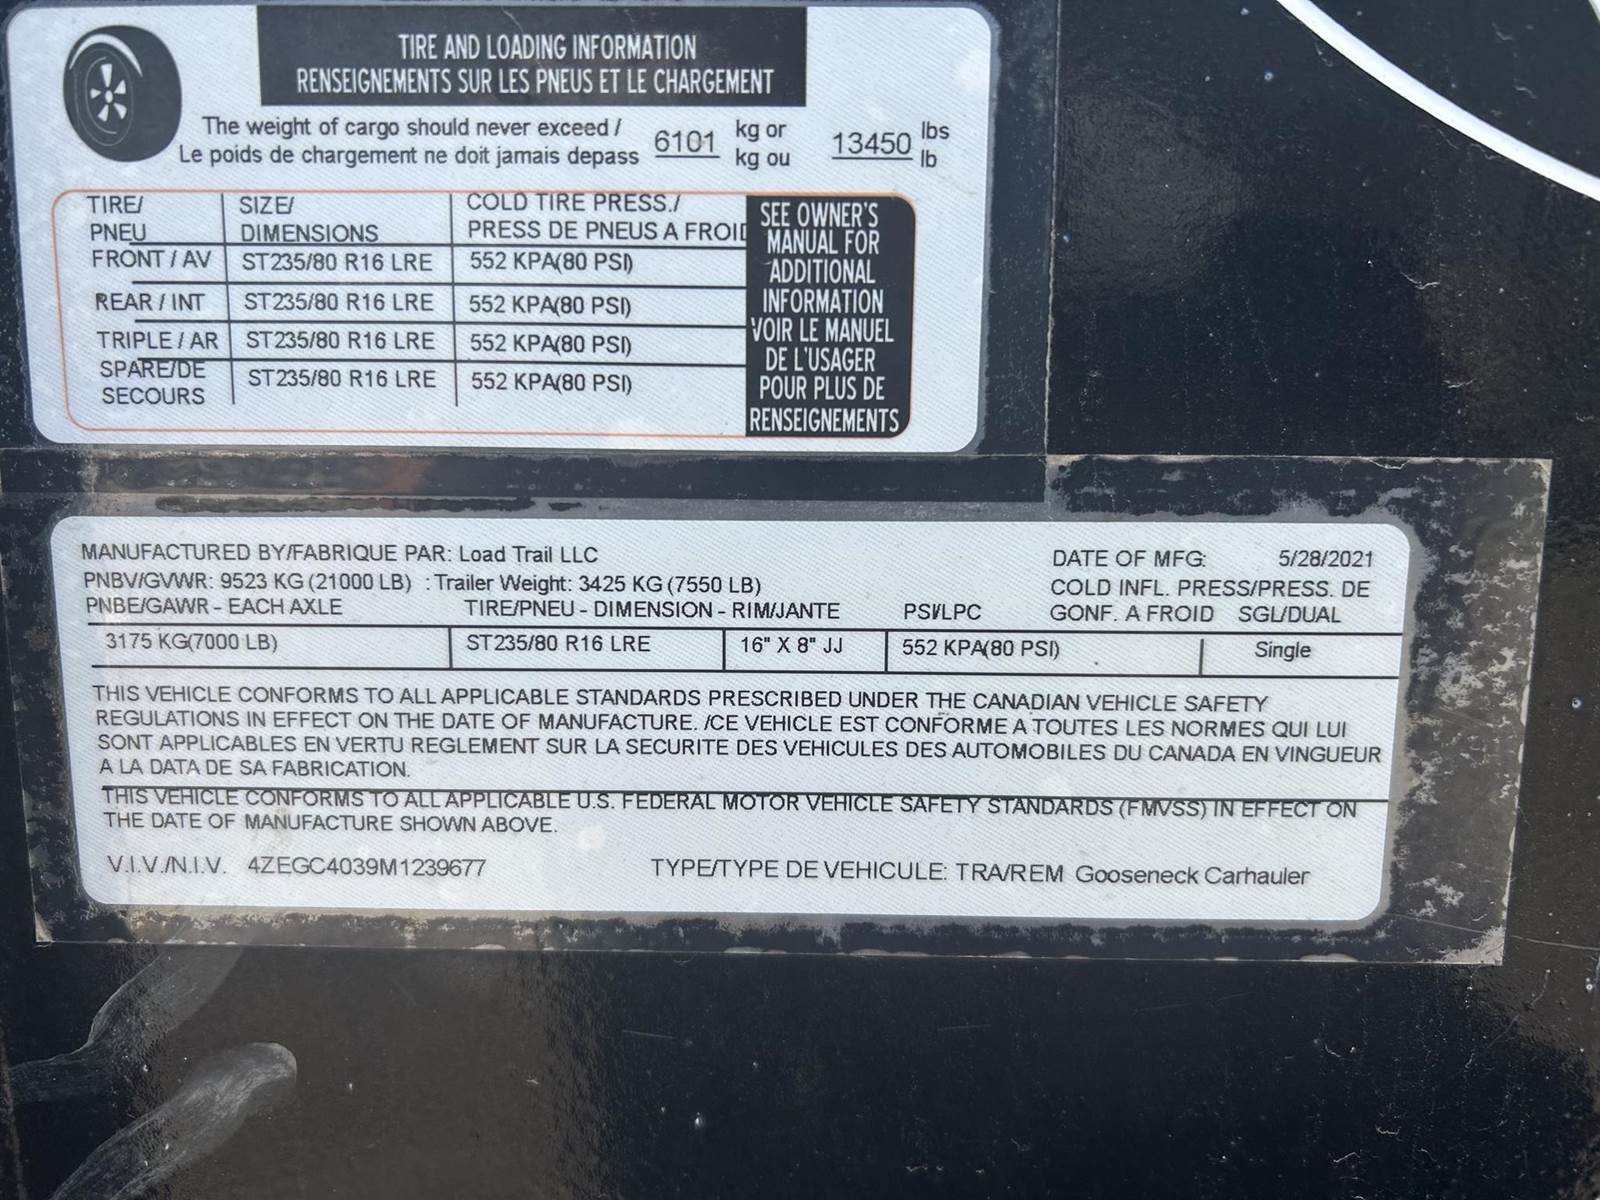 TIRE AND LOADING INFORMATION
RENSEIGNEMENTS SUR LES PNEUS ET LE CHARGEMENT
The weight of cargo should never exceed / 6101 kg or 13450 lbs
Le poids de chargement ne doit jamais depass kg ou lb
TIRE/ SIZE/ COLD TIRE PRESS./
PNEU DIMENSIONS PRESS DE PNEUS A FROID
FRONT / AV ST235/80 R16 LRE 552 KPA(80 PSI)
REAR / INT ST235/80 R16 LRE 552 KPA(80 PSI)
TRIPLE / AR ST235/80 R16 LRE 552 KPA(80 PSI)
SPARE/DE ST235/80 R16 LRE 552 KPA(80 PSI)
SECOURS
SEE OWNER'S
MANUAL FOR
ADDITIONAL
INFORMATION
VOIR LE MANUEL
DE L'USAGER
POUR PLUS DE
RENSEIGNEMENTS
MANUFACTURED BY/FABRIQUE PAR: Load Trail LLC DATE OF MFG: 5/28/2021
PNBV/GVWR: 9523 KG (21000 LB) : Trailer Weight: 3425 KG (7550 LB) COLD INFL. PRESS/PRESS. DE
PNBE/GAWR - EACH AXLE TIRE/PNEU - DIMENSION - RIM/JANTE PSI/LPC GONF. A FROID SGL/DUAL
3175 KG(7000 LB) ST235/80 R16 LRE 16" X 8" JJ 552 KPA(80 PSI) Single
THIS VEHICLE CONFORMS TO ALL APPLICABLE STANDARDS PRESCRIBED UNDER THE CANADIAN VEHICLE SAFETY
REGULATIONS IN EFFECT ON THE DATE OF MANUFACTURE. /CE VEHICLE EST CONFORME A TOUTES LES NORMES QUI LUI
SONT APPLICABLES EN VERTU REGLEMENT SUR LA SECURITE DES VEHICULES DES AUTOMOBILES DU CANADA EN VINGUEUR
A LA DATA DE SA FABRICATION.
THIS VEHICLE CONFORMS TO ALL APPLICABLE U.S. FEDERAL MOTOR VEHICLE SAFETY STANDARDS (FMVSS) IN EFFECT ON
THE DATE OF MANUFACTURE SHOWN ABOVE.
V.I.V./N.I.V. 4ZEGC4039M1239677 TYPE/TYPE DE VEHICULE: TRA/REM Gooseneck Carhauler